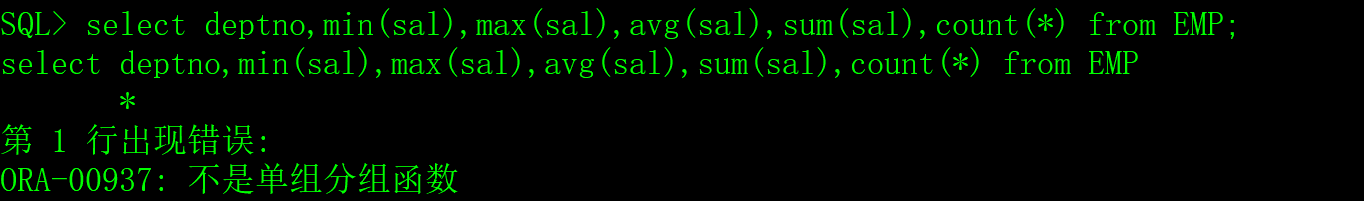 SQL> select deptno,min(sal),max(sal),avg(sal),sum(sal),count(*) from EMP;
select deptno,min(sal),max(sal),avg(sal),sum(sal),count(*) from EMP
       *
第 1 行出现错误:
ORA-00937: 不是单组分组函数